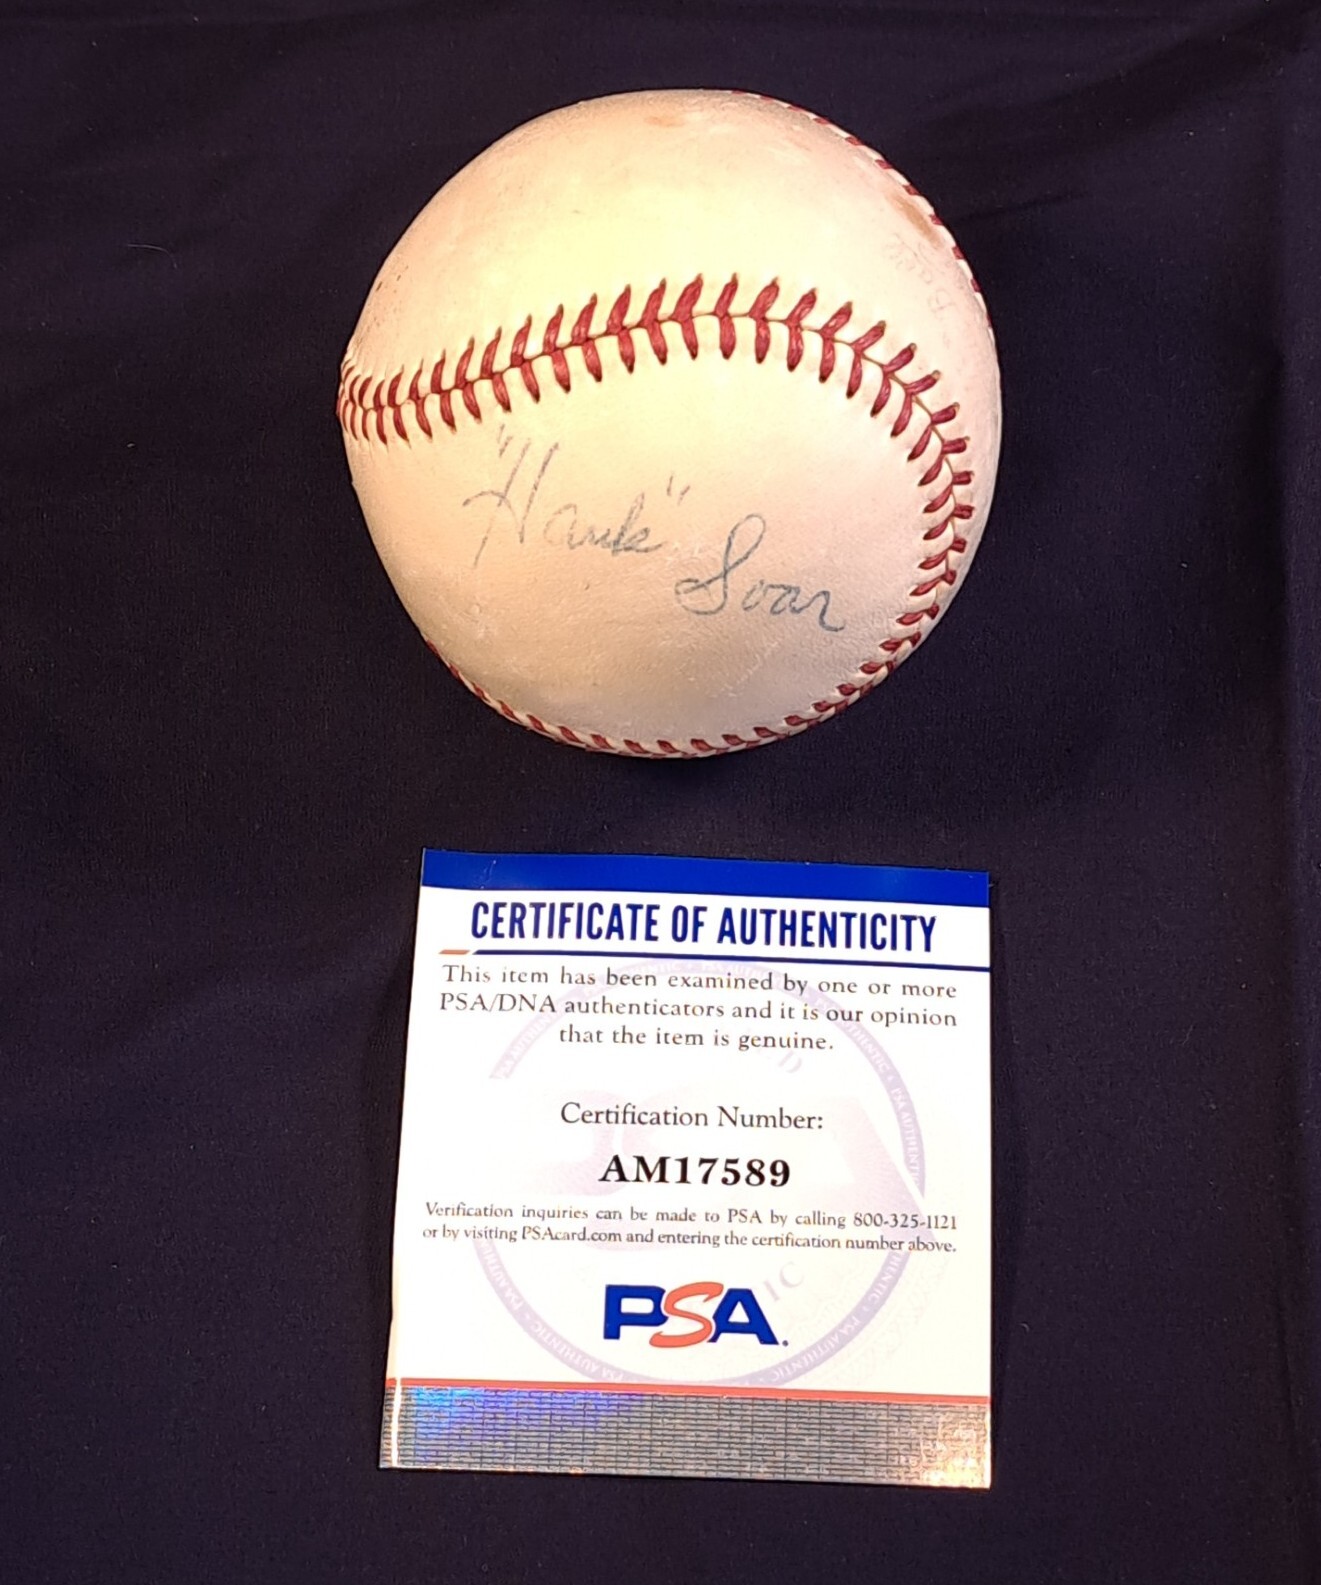 "Hank"
Soar
CERTIFICATE OF AUTHENTICITY
This item has been examined by one or more
PSA/DNA authenticators and it is our opinion
that the item is genuine.
Certification Number:
AM17589
Verification inquiries can be made to PSA by calling 800-325-1121
or by visiting PSAcard.com and entering the certification number above.
PSA